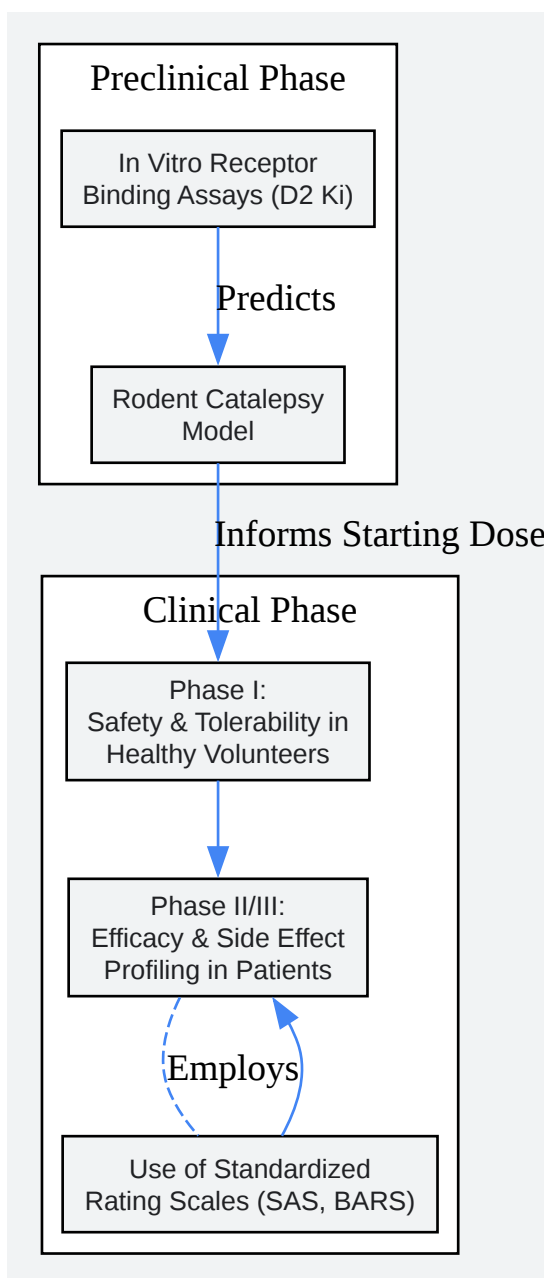 Preclinical Phase
In Vitro Receptor
Binding Assays (D2 Ki)
Predicts
Rodent Catalepsy
Model
Informs Starting Dose
Clinical Phase
Phase I:
Safety & Tolerability in
Healthy Volunteers
Phase II/III:
Efficacy & Side Effect
Profiling in Patients
Employs
Use of Standardized
Rating Scales (SAS, BARS)